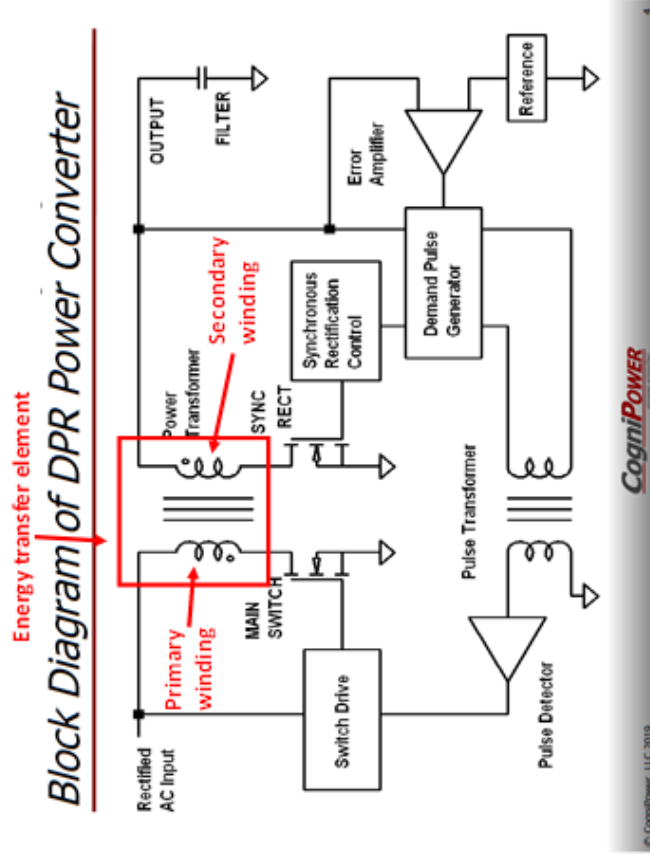 Energy transfer element
Block Diagram of DPR Power Converter
Rectified
AC Input
Primary
winding
Power
Transformer
Secondary
winding
OUTPUT
FILTER
MAIN
SWITCH
SYNC
RECT
Switch Drive
Synchronous
Rectification
Control
Error
Amplifier
Demand Pulse
Generator
Reference
Pulse Transformer
Pulse Detector
© CogniPower, LLC 2019
CogniPower